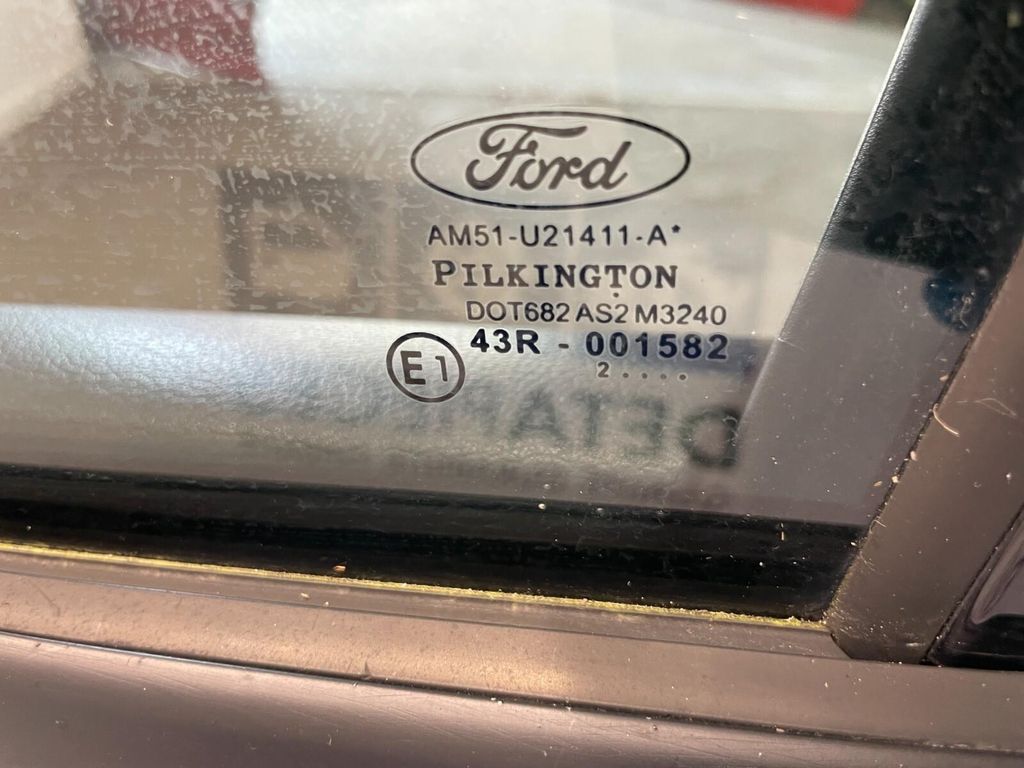 Ford
AM51-U21411-A*
PILKINGTON
DOT682 AS2 M3240
43R - 001582
E1
2....